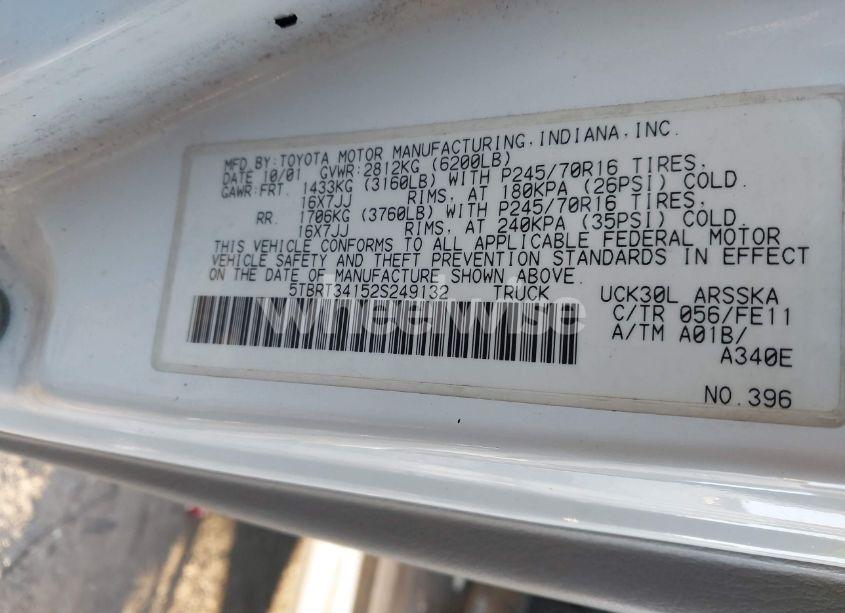 MFD BY:TOYOTA MOTOR MANUFACTURING,INDIANA,INC.
DATE 10/01 GVWR:2812KG (6200LB)
GAWR:FRT. 1433KG (3160LB) WITH P245/70R16 TIRES,
16X7JJ RIMS, AT 180KPA (26PSI) COLD.
RR. 1706KG (3760LB) WITH P245/70R16 TIRES,
16X7JJ RIMS, AT 240KPA (35PSI) COLD.
THIS VEHICLE CONFORMS TO ALL APPLICABLE FEDERAL MOTOR
VEHICLE SAFETY AND THEFT PREVENTION STANDARDS IN EFFECT
ON THE DATE OF MANUFACTURE SHOWN ABOVE.
5TBRT34152S249132 TRUCK UCK30L ARSSKA
C/TR 056/FE11
A/TM A01B/
A340E
NO.396
wheelwise